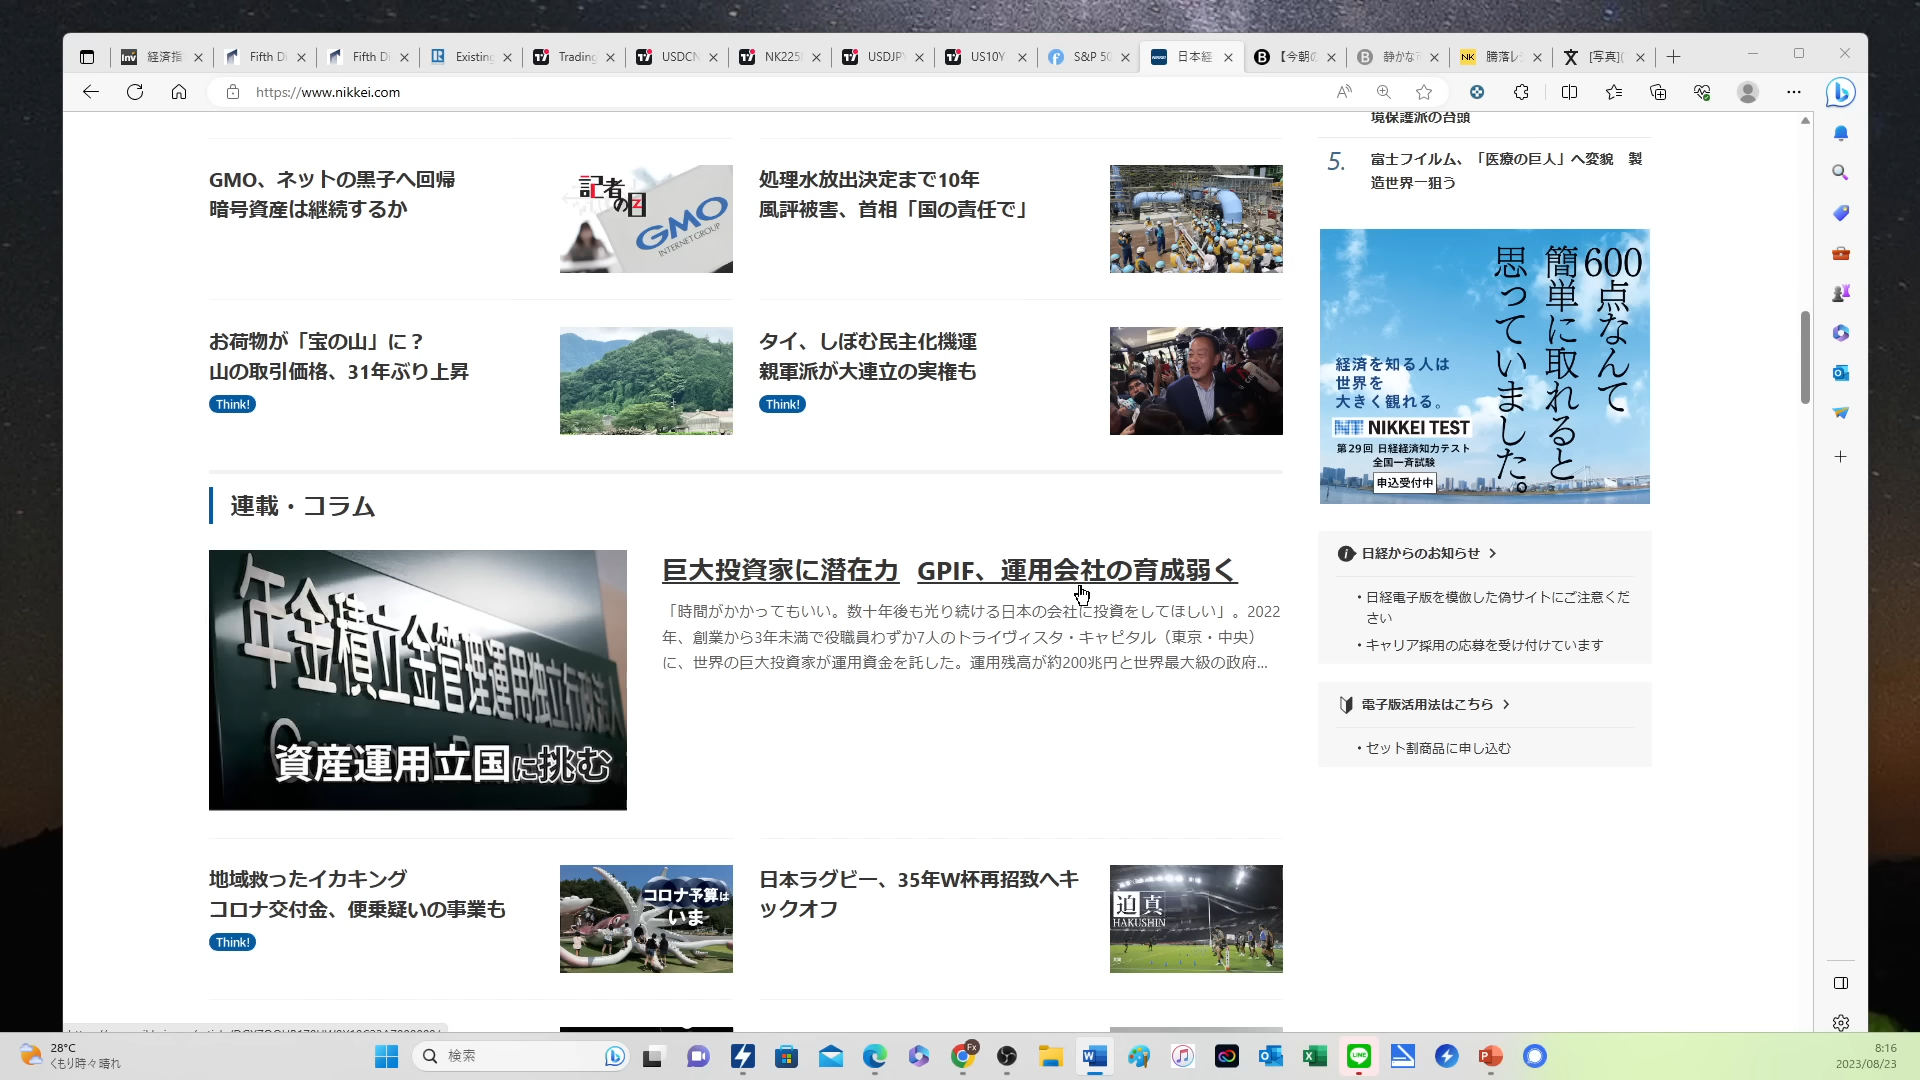 経済指
Fifth Di
Fifth Di
Existing
Trading
USDCN
NK225
USDJPY
US10Y
S&P 50
日本経
【今朝の
静かな
勝落レ
[写真](
https://www.nikkei.com
境保護派の台頭
5. 富士フイルム、「医療の巨人」へ変貌　製
造世界一狙う
GMO、ネットの黒子へ回帰
暗号資産は継続するか
記者
の目
GMO
INTERNET GROUP
処理水放出決定まで10年
風評被害、首相「国の責任で」
お荷物が「宝の山」に？
山の取引価格、31年ぶり上昇
Think!
タイ、しぼむ民主化機運
親軍派が大連立の実権も
Think!
600点なんて
簡単に取れると
思っていました。
経済を知る人は
世界を
大きく観れる。
NIKKEI TEST
第29回 日経経済知力テスト
全国一斉試験
申込受付中
連載・コラム
年金積立金管理運用独立行政法人
資産運用立国に挑む
巨大投資家に潜在力　GPIF、運用会社の育成弱く
「時間がかかってもいい。数十年後も光り続ける日本の会社に投資をしてほしい」。2022
年、創業から3年未満で役職員わずか7人のトライヴィスタ・キャピタル（東京・中央）
に、世界の巨大投資家が運用資金を託した。運用残高が約200兆円と世界最大級の政府...
日経からのお知らせ
・日経電子版を模倣した偽サイトにご注意くだ
さい
・キャリア採用の応募を受け付けています
電子版活用法はこちら
・セット割商品に申し込む
地域救ったイカキング
コロナ交付金、便乗疑いの事業も
Think!
コロナ予算は
いま
日本ラグビー、35年W杯再招致へキ
ックオフ
迫真
HAKUSHIN
28°C
くもり時々晴れ
検索
Fx
LINE
8:16
2023/08/23